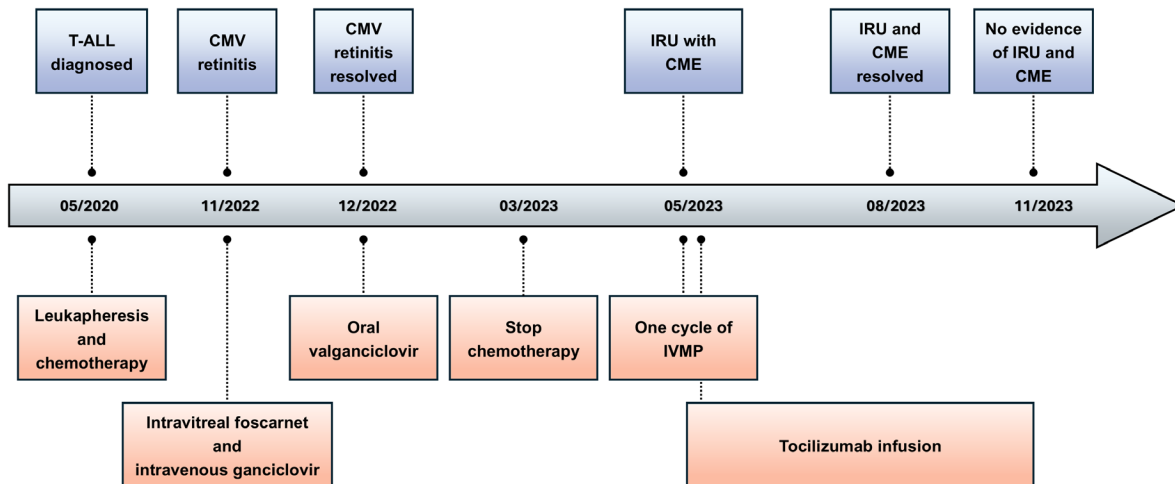 T-ALL
diagnosed
CMV
retinitis
CMV
retinitis
resolved
IRU with
CME
IRU and
CME
resolved
No evidence
of IRU and
CME
05/2020
11/2022
12/2022
03/2023
05/2023
08/2023
11/2023
Leukapheresis
and
chemotherapy
Oral
valganciclovir
Stop
chemotherapy
One cycle of
IVMP
Intravitreal foscarnet
and
intravenous ganciclovir
Tocilizumab infusion